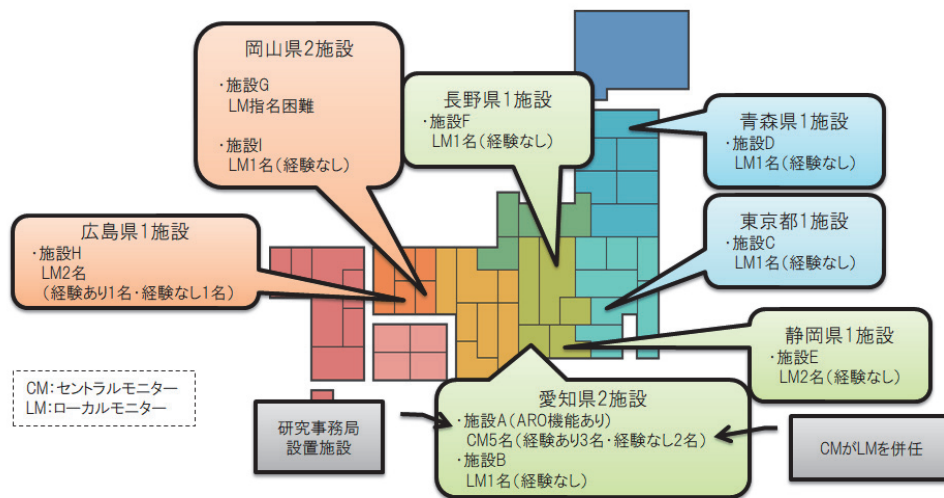 岡山県2施設
・施設G
LM指名困難
・施設I
LM1名(経験なし)
長野県1施設
・施設F
LM1名(経験なし)
青森県1施設
・施設D
LM1名(経験なし)
広島県1施設
・施設H
LM2名
(経験あり1名・経験なし1名)
東京都1施設
・施設C
LM1名(経験なし)
静岡県1施設
・施設E
LM2名(経験なし)
CM:セントラルモニター
LM:ローカルモニター
研究事務局
設置施設
愛知県2施設
・施設A(ARO機能あり)
CM5名(経験あり3名・経験なし2名)
・施設B
LM1名(経験なし)
CMがLMを併任